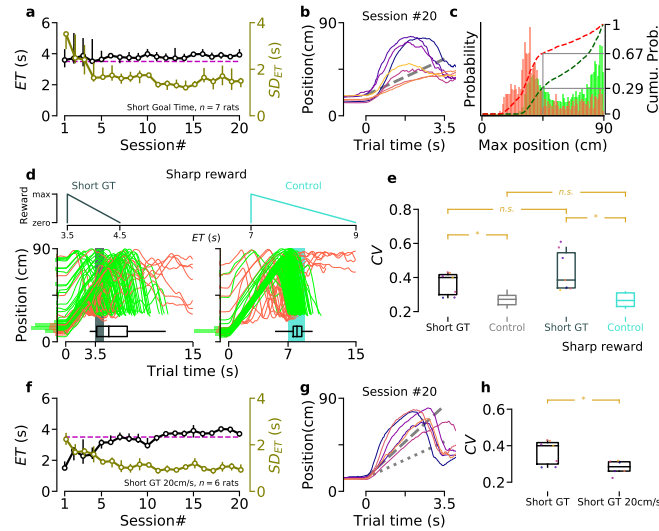 a
6
4
2
0
ET (s)
4
2
0
SD_ET (s)
Short Goal Time, n = 7 rats
1
5
10
15
20
Session#
b
Session #20
90
0
Position(cm)
0
3.5
Trial time (s)
c
Probability
1
0.67
0.29
0
Cumu. Prob.
0
90
Max position (cm)
d
Sharp reward
Short GT
Control
Reward
max
zero
3.5
4.5
ET (s)
7
9
Position (cm)
90
0
0
3.5
15
0
7
15
Trial time (s)
e
n.s.
n.s.
*
*
CV
0.8
0.6
0.4
0.2
Short GT
Control
Short GT
Control
Sharp reward
f
6
4
2
0
ET (s)
4
2
0
SD_ET (s)
Short GT 20cm/s, n = 6 rats
1
5
10
15
20
Session#
g
Session #20
90
0
Position(cm)
0
3.5
Trial time (s)
h
*
CV
0.6
0.4
0.2
Short GT
Short GT 20cm/s